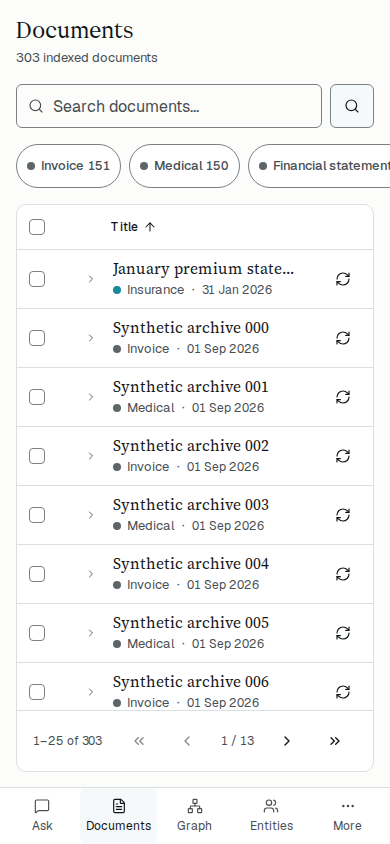 Documents
303 indexed documents
Search documents...
Invoice 151
Medical 150
Financial statement
Title
January premium state...
Insurance · 31 Jan 2026
Synthetic archive 000
Invoice · 01 Sep 2026
Synthetic archive 001
Medical · 01 Sep 2026
Synthetic archive 002
Invoice · 01 Sep 2026
Synthetic archive 003
Medical · 01 Sep 2026
Synthetic archive 004
Invoice · 01 Sep 2026
Synthetic archive 005
Medical · 01 Sep 2026
Synthetic archive 006
Invoice · 01 Sep 2026
1–25 of 303
1 / 13
Ask
Documents
Graph
Entities
More